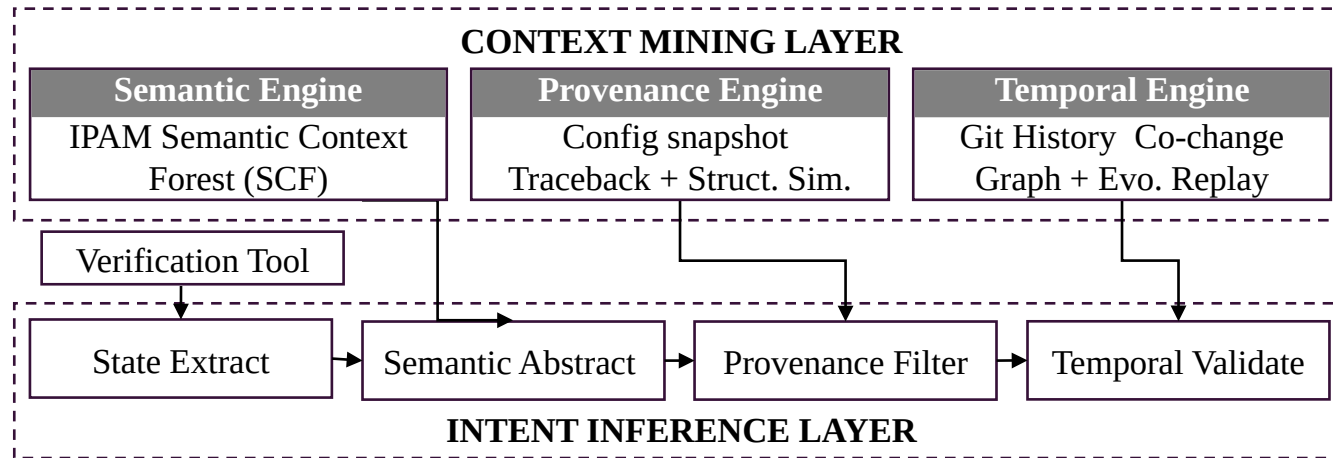 CONTEXT MINING LAYER
Semantic Engine
IPAM Semantic Context
Forest (SCF)
Provenance Engine
Config snapshot
Traceback + Struct. Sim.
Temporal Engine
Git History Co-change
Graph + Evo. Replay
Verification Tool
State Extract
Semantic Abstract
Provenance Filter
Temporal Validate
INTENT INFERENCE LAYER